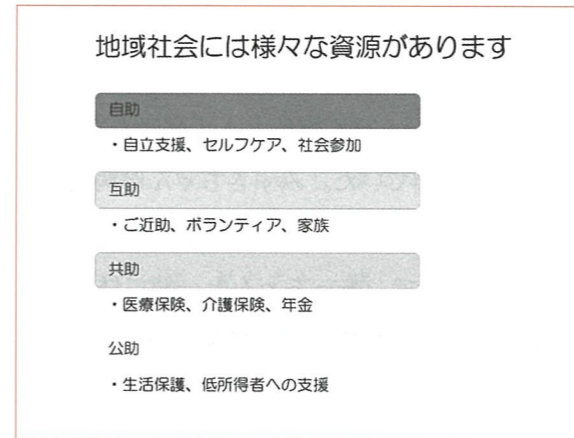 地域社会には様々な資源があります
自助
・自立支援、セルフケア、社会参加
互助
・ご近助、ボランティア、家族
共助
・医療保険、介護保険、年金
公助
・生活保護、低所得者への支援